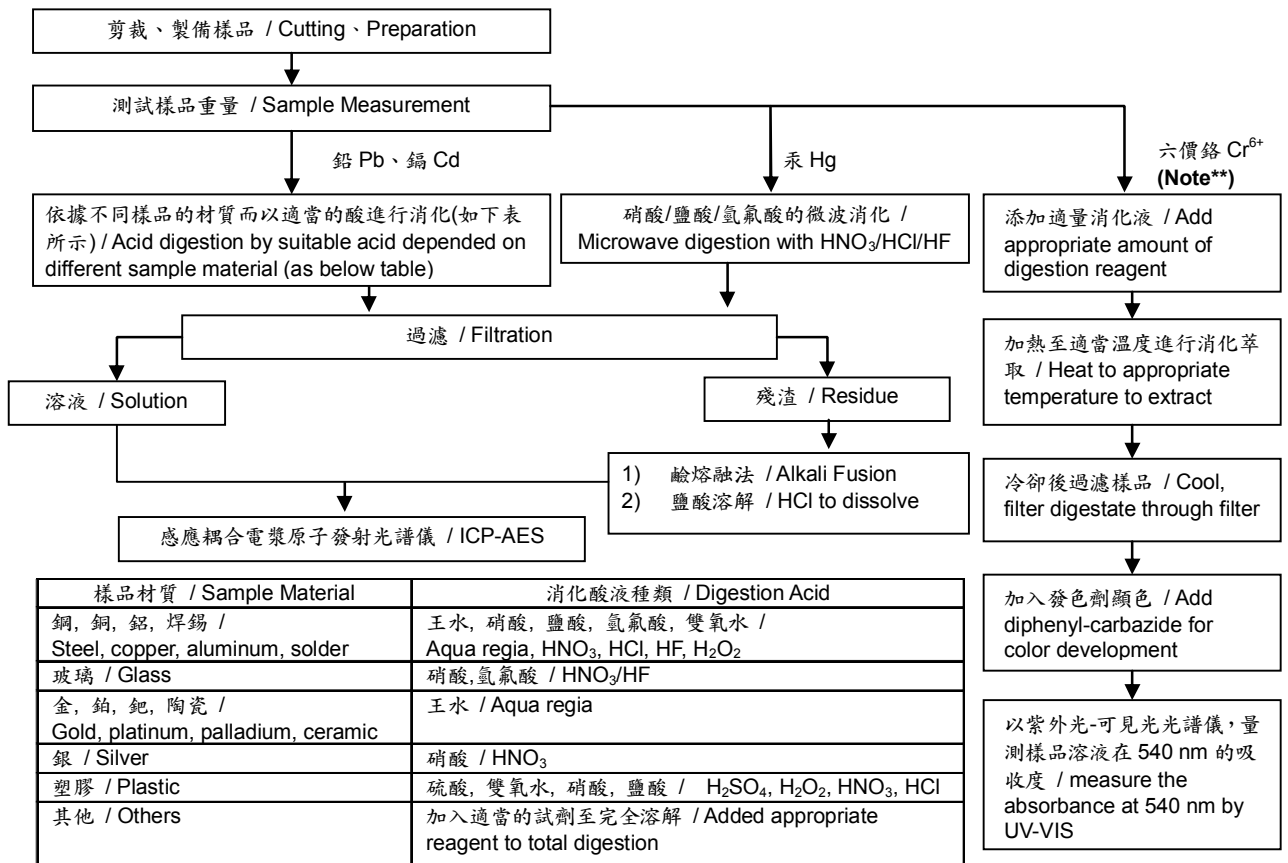 剪裁、製備樣品 / Cutting、Preparation
測試樣品重量 / Sample Measurement
鉛 Pb、鎘 Cd
汞 Hg
六價鉻 Cr6+
(Note**)
依據不同樣品的材質而以適當的酸進行消化(如下表
所示) / Acid digestion by suitable acid depended on
different sample material (as below table)
硝酸/鹽酸/氫氟酸的微波消化 /
Microwave digestion with HNO3/HCl/HF
添加適量消化液 / Add
appropriate amount of
digestion reagent
過濾 / Filtration
加熱至適當溫度進行消化萃
取 / Heat to appropriate
temperature to extract
溶液 / Solution
殘渣 / Residue
1) 鹼熔融法 / Alkali Fusion
2) 鹽酸溶解 / HCl to dissolve
冷卻後過濾樣品 / Cool,
filter digestate through filter
感應耦合電漿原子發射光譜儀 / ICP-AES
加入發色劑顯色 / Add
diphenyl-carbazide for
color development
以紫外光-可見光光譜儀，量
測樣品溶液在 540 nm 的吸
收度 / measure the
absorbance at 540 nm by
UV-VIS
樣品材質 / Sample Material 消化酸液種類 / Digestion Acid
鋼, 銅, 鋁, 焊錫 / 王水, 硝酸, 鹽酸, 氫氟酸, 雙氧水 /
Steel, copper, aluminum, solder Aqua regia, HNO3, HCl, HF, H2O2
玻璃 / Glass 硝酸,氫氟酸 / HNO3/HF
金, 鉑, 鈀, 陶瓷 / 王水 / Aqua regia
Gold, platinum, palladium, ceramic
銀 / Silver 硝酸 / HNO3
塑膠 / Plastic 硫酸, 雙氧水, 硝酸, 鹽酸 / H2SO4, H2O2, HNO3, HCl
其他 / Others 加入適當的試劑至完全溶解 / Added appropriate
reagent to total digestion